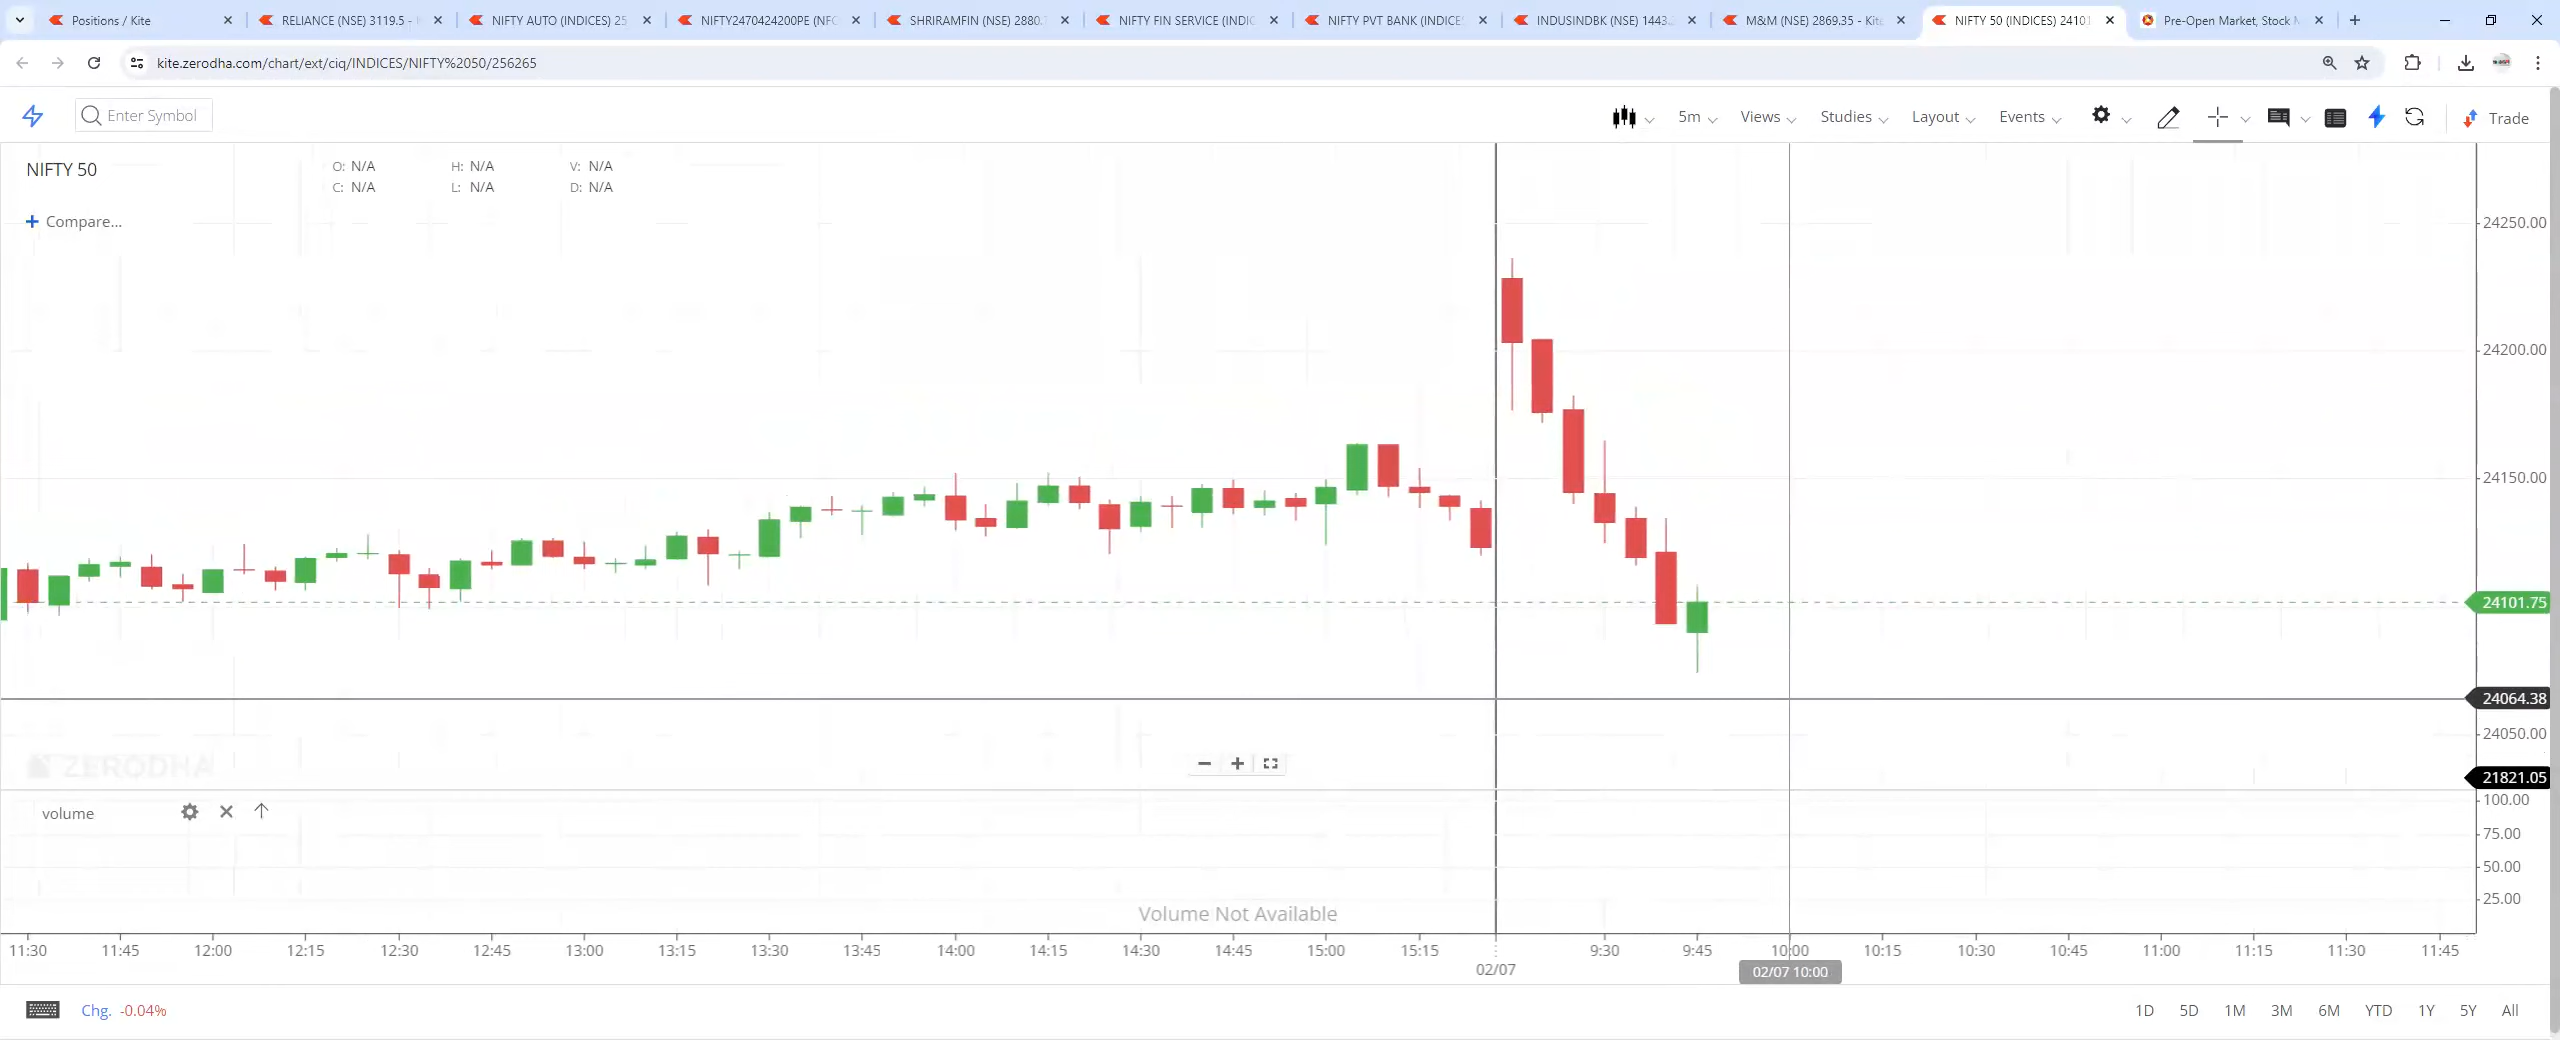 Positions / Kite
RELIANCE (NSE) 3119.5 -
NIFTY AUTO (INDICES) 25
NIFTY2470424200PE (NFO
SHRIRAMFIN (NSE) 2880.
NIFTY FIN SERVICE (INDIC
NIFTY PVT BANK (INDICES
INDUSINDBK (NSE) 1443.
M&M (NSE) 2869.35 - Kite
NIFTY 50 (INDICES) 2410
Pre-Open Market, Stock
kite.zerodha.com/chart/ext/ciq/INDICES/NIFTY%2050/256265
Enter Symbol
5m
Views
Studies
Layout
Events
Trade
NIFTY 50
O: N/A H: N/A V: N/A
C: N/A L: N/A D: N/A
+ Compare...
24250.00
24200.00
24150.00
24101.75
24064.38
24050.00
ZERODHA
21821.05
volume
100.00
75.00
50.00
25.00
Volume Not Available
11:30 11:45 12:00 12:15 12:30 12:45 13:00 13:15 13:30 13:45 14:00 14:15 14:30 14:45 15:00 15:15 9:30 9:45 10:00 10:15 10:30 10:45 11:00 11:15 11:30 11:45
02/07
02/07 10:00
Chg. -0.04%
1D 5D 1M 3M 6M YTD 1Y 5Y All